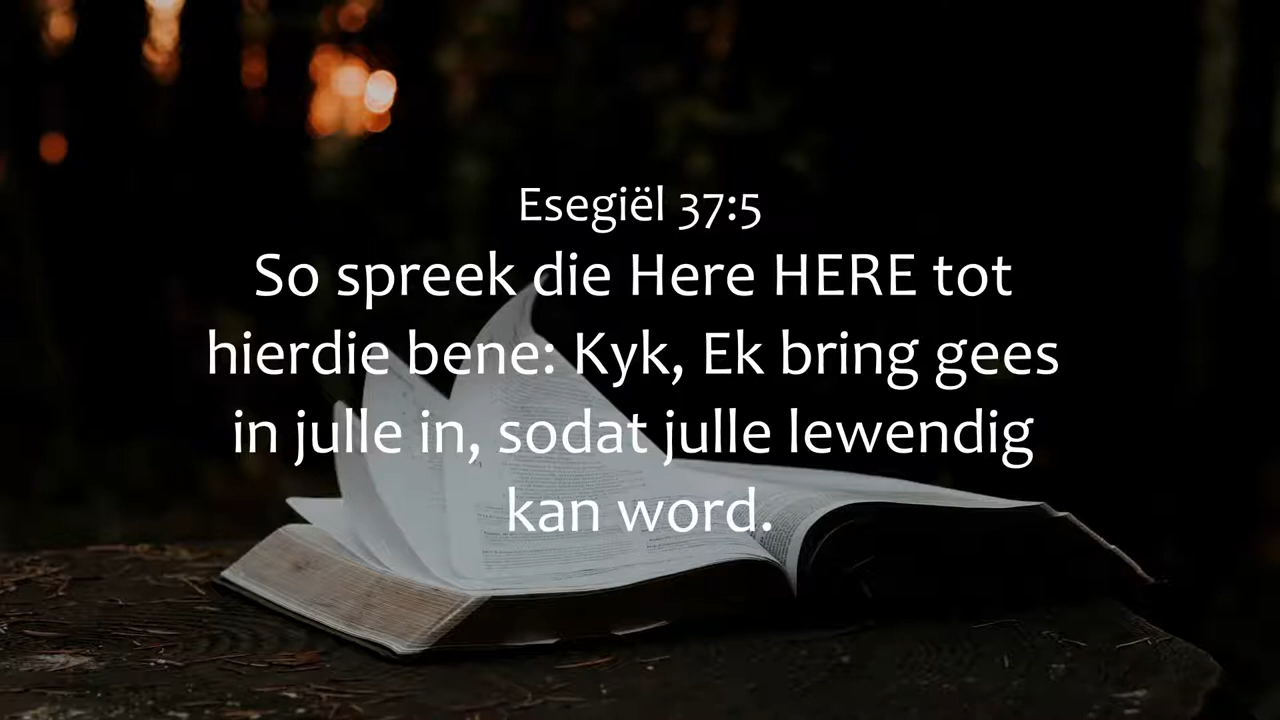 Esegiël 37:5
So spreek die Here HERE tot
hierdie bene: Kyk, Ek bring gees
in julle in, sodat julle lewendig
kan word.